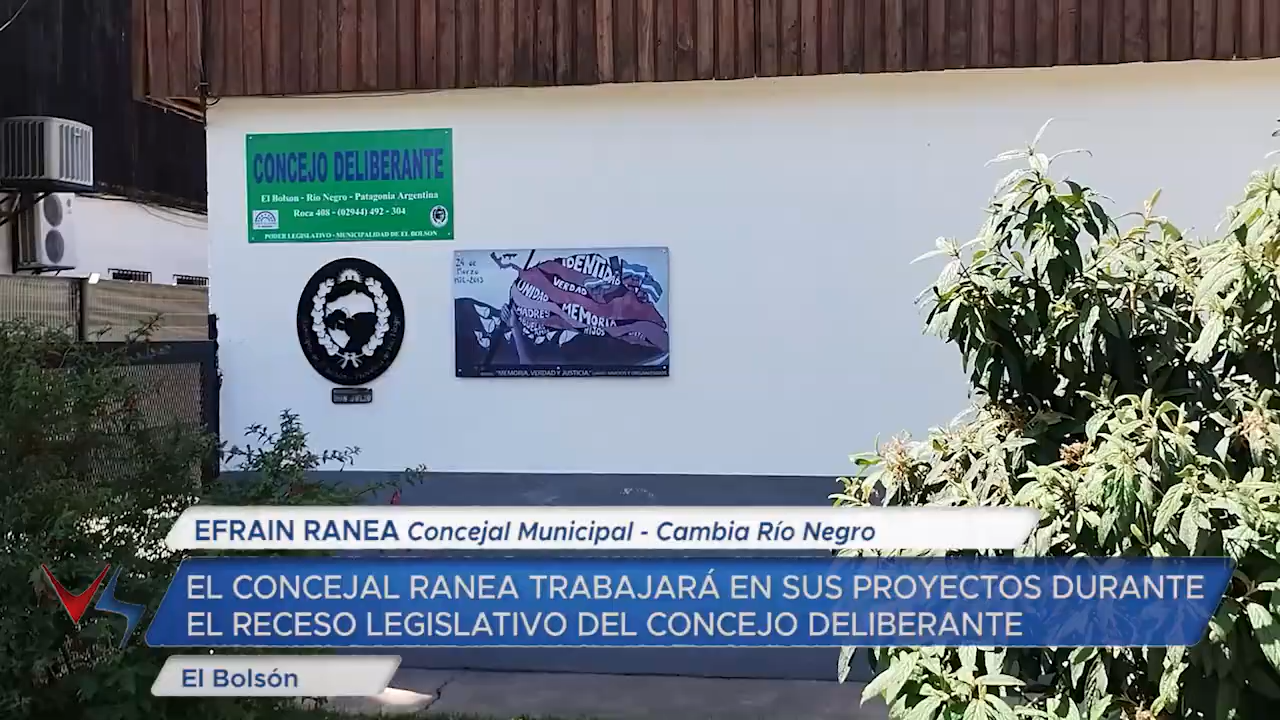 CONCEJO DELIBERANTE
El Bolson - Río Negro - Patagonia Argentina
Roca 408 - (02944) 492 - 304
PODER LEGISLATIVO - MUNICIPALIDAD DE EL BOLSON
24 de
Marzo
IDENTIDAD
VERDAD
UNIDAD
MEMORIA
MADRES
HIJOS
"MEMORIA, VERDAD Y JUSTICIA."
EFRAIN RANEA Concejal Municipal - Cambia Río Negro
EL CONCEJAL RANEA TRABAJARÁ EN SUS PROYECTOS DURANTE
EL RECESO LEGISLATIVO DEL CONCEJO DELIBERANTE
El Bolsón